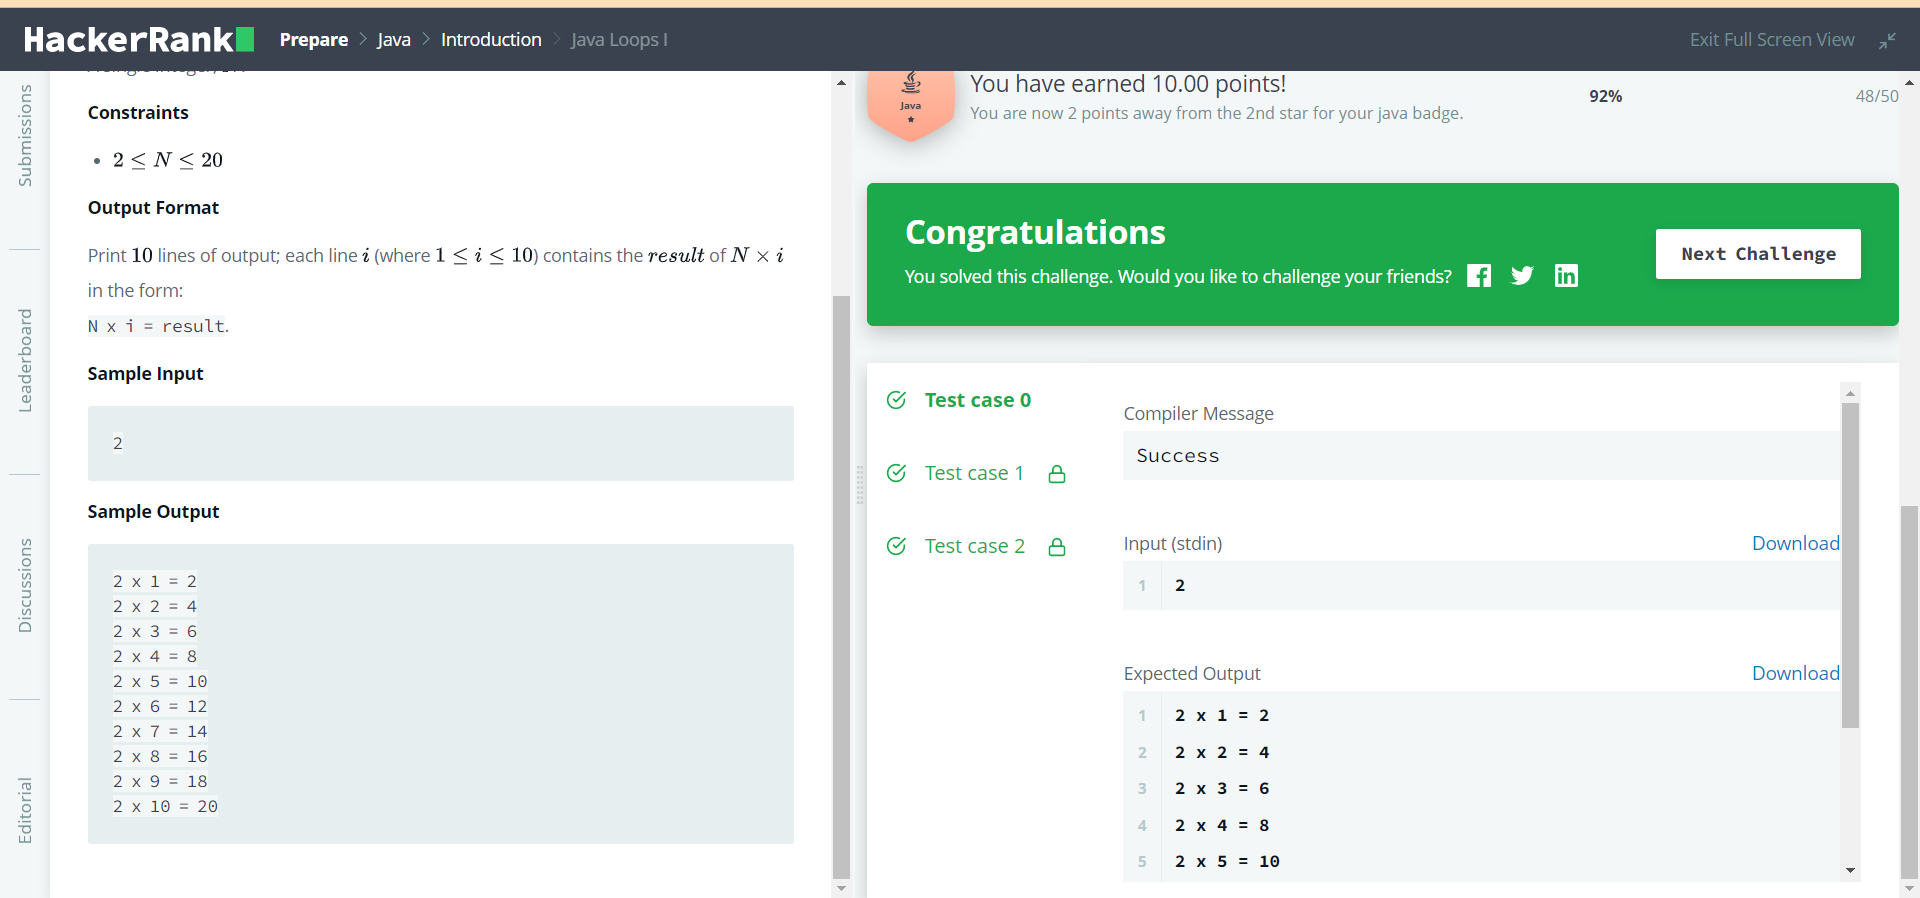 HackerRank
Prepare > Java > Introduction > Java Loops I
Exit Full Screen View
Submissions
Leaderboard
Discussions
Editorial
Constraints
• 2 ≤ N ≤ 20
Output Format
Print 10 lines of output; each line i (where 1 ≤ i ≤ 10) contains the result of N × i
in the form:
N x i = result.
Sample Input
2
Sample Output
2 x 1 = 2
2 x 2 = 4
2 x 3 = 6
2 x 4 = 8
2 x 5 = 10
2 x 6 = 12
2 x 7 = 14
2 x 8 = 16
2 x 9 = 18
2 x 10 = 20
Java
You have earned 10.00 points!
You are now 2 points away from the 2nd star for your java badge.
92%
48/50
Congratulations
You solved this challenge. Would you like to challenge your friends?
Next Challenge
Test case 0
Test case 1
Test case 2
Compiler Message
Success
Input (stdin)
Download
1 2
Expected Output
Download
1 2 x 1 = 2
2 2 x 2 = 4
3 2 x 3 = 6
4 2 x 4 = 8
5 2 x 5 = 10